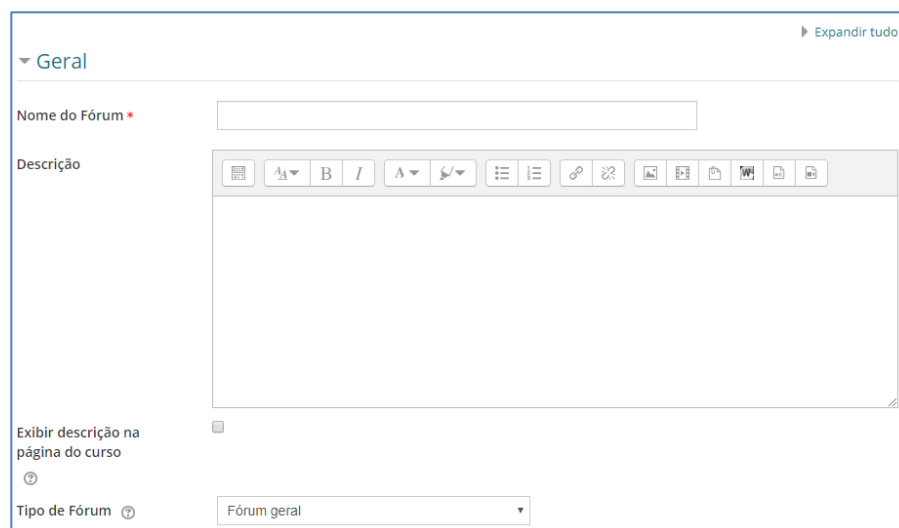 Expandir tudo
Geral
Nome do Fórum *
Descrição
Exibir descrição na
página do curso
Tipo de Fórum
Fórum geral